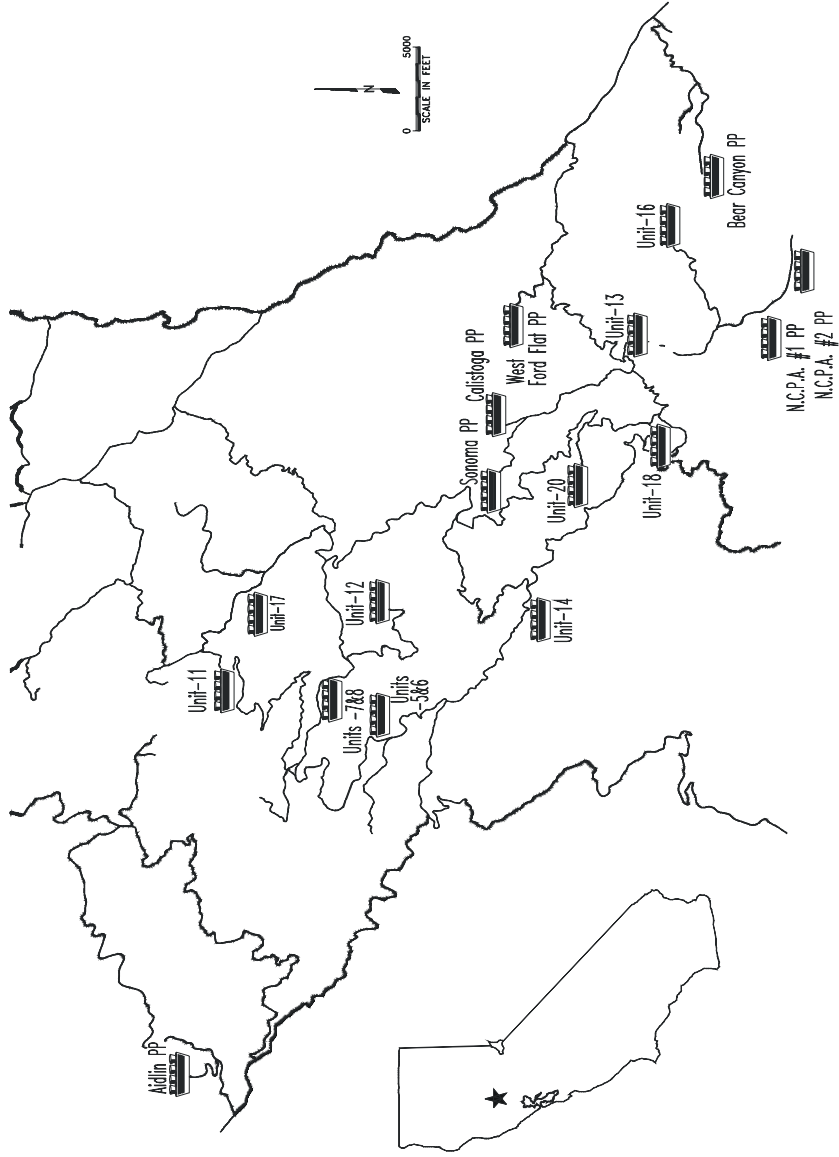 0
5000
SCALE IN FEET
N
Bear Canyon PP
Unit-16
Unit-13
N.C.P.A. #1 PP
N.C.P.A. #2 PP
West
Ford Flat PP
Calistoga PP
Sonoma PP
Unit-20
Unit-18
Unit-14
Unit-12
Unit-17
Unit-11
Units -7&8
Units
-5&6
Aidlin PP